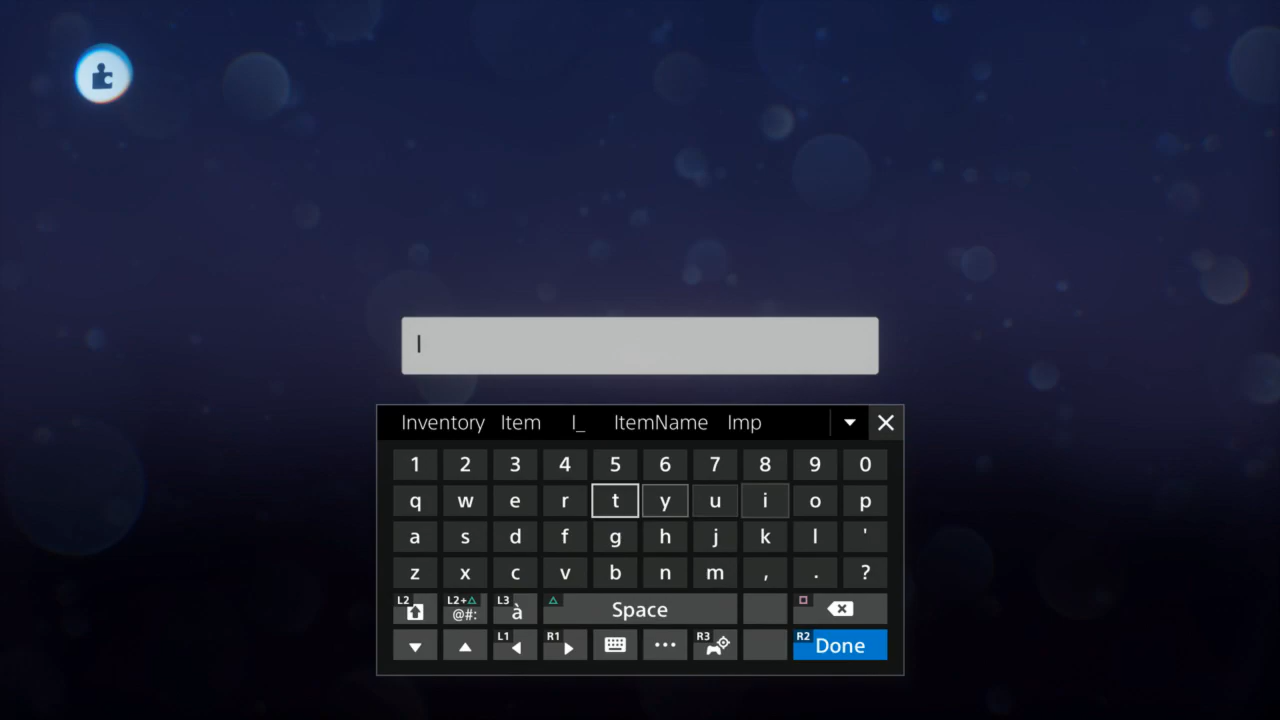 I
Inventory Item I_ ItemName Imp
1 2 3 4 5 6 7 8 9 0
q w e r t y u i o p
a s d f g h j k l '
z x c v b n m , . ?
L2 L2+△ @#: L3 à △ Space □
L1 R1 ... R3 R2 Done